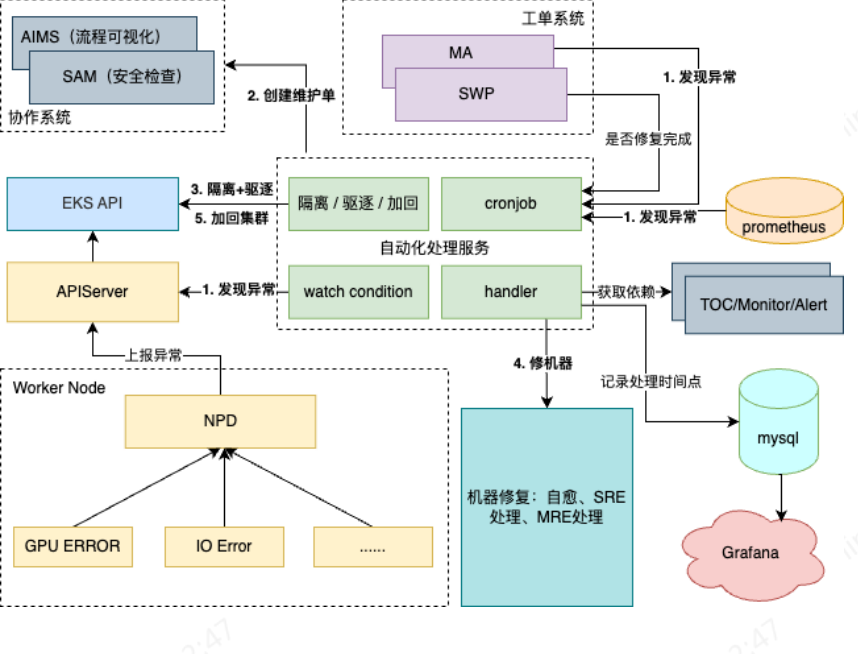 工单系统
AIMS（流程可视化）
SAM（安全检查）
协作系统
MA
SWP
1. 发现异常
2. 创建维护单
是否修复完成
EKS API
3. 隔离+驱逐
5. 加回集群
隔离 / 驱逐 / 加回
cronjob
1. 发现异常
prometheus
自动化处理服务
APIServer
1. 发现异常
watch condition
handler
获取依赖
TOC/Monitor/Alert
上报异常
4. 修机器
记录处理时间点
Worker Node
NPD
GPU ERROR
IO Error
......
机器修复：自愈、SRE
处理、MRE处理
mysql
Grafana
2:47
2:47